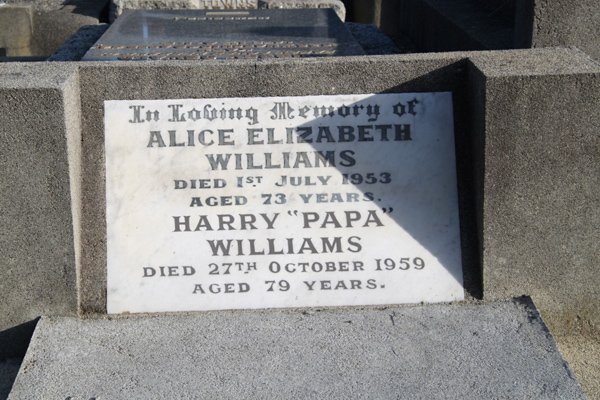 In Loving Memory of
ALICE ELIZABETH
WILLIAMS
DIED 1ST JULY 1953
AGED 73 YEARS.
HARRY "PAPA"
WILLIAMS
DIED 27TH OCTOBER 1959
AGED 79 YEARS.